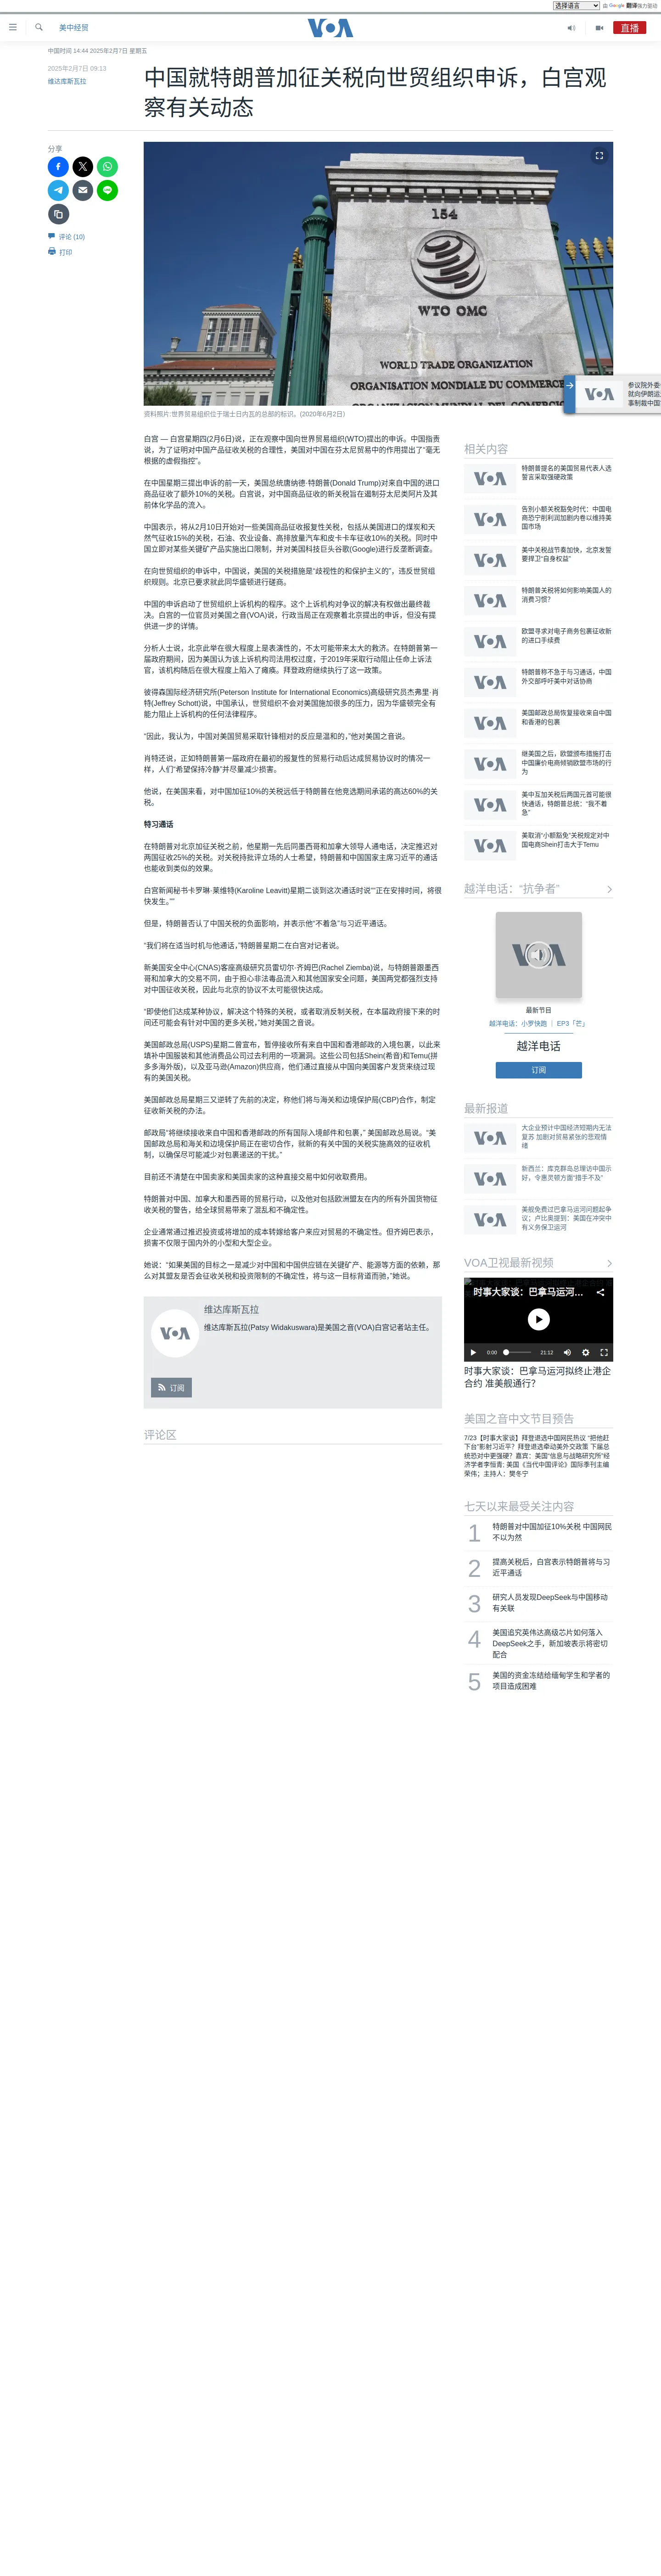 选择语言
由 Google 翻译强力驱动
美中经贸
VOA
直播
中国时间 14:44 2025年2月7日 星期五
2025年2月7日 09:13
维达库斯瓦拉
中国就特朗普加征关税向世贸组织申诉，白宫观
察有关动态
分享
评论 (10)
打印
154
WTO OMC
WORLD TRADE ORGANIZATION
ORGANISATION MONDIALE DU COMMERCE
ORGANIZACION MUNDIAL DEL COMERCIO
资料照片:世界贸易组织位于瑞士日内瓦的总部的标识。(2020年6月2日)
VOA
参议院外委
就向伊朗运
事制裁中国
白宫 — 白宫星期四(2月6日)说，正在观察中国向世界贸易组织(WTO)提出的申诉。中国指责
说，为了证明对中国产品征收关税的合理性，美国对中国在芬太尼贸易中的作用提出了“毫无
根据的虚假指控”。
在中国星期三提出申诉的前一天，美国总统唐纳德·特朗普(Donald Trump)对来自中国的进口
商品征收了额外10%的关税。白宫说，对中国商品征收的新关税旨在遏制芬太尼类阿片及其
前体化学品的流入。
中国表示，将从2月10日开始对一些美国商品征收报复性关税，包括从美国进口的煤炭和天
然气征收15%的关税，石油、农业设备、高排放量汽车和皮卡卡车征收10%的关税。同时中
国立即对某些关键矿产品实施出口限制，并对美国科技巨头谷歌(Google)进行反垄断调查。
在向世贸组织的申诉中，中国说，美国的关税措施是“歧视性的和保护主义的”，违反世贸组
织规则。北京已要求就此同华盛顿进行磋商。
中国的申诉启动了世贸组织上诉机构的程序。这个上诉机构对争议的解决有权做出最终裁
决。白宫的一位官员对美国之音(VOA)说，行政当局正在观察着北京提出的申诉，但没有提
供进一步的详情。
分析人士说，北京此举在很大程度上是表演性的，不太可能带来太大的救济。在特朗普第一
届政府期间，因为美国认为该上诉机构司法用权过度，于2019年采取行动阻止任命上诉法
官，该机构随后在很大程度上陷入了瘫痪。拜登政府继续执行了这一政策。
彼得森国际经济研究所(Peterson Institute for International Economics)高级研究员杰弗里·肖
特(Jeffrey Schott)说，中国承认，世贸组织不会对美国施加很多的压力，因为华盛顿完全有
能力阻止上诉机构的任何法律程序。
“因此，我认为，中国对美国贸易采取针锋相对的反应是温和的,”他对美国之音说。
肖特还说，正如特朗普第一届政府在最初的报复性的贸易行动后达成贸易协议时的情况一
样，人们“希望保持冷静”并尽量减少损害。
他说，在美国来看，对中国加征10%的关税远低于特朗普在他竞选期间承诺的高达60%的关
税。
特习通话
在特朗普对北京加征关税之前，他星期一先后同墨西哥和加拿大领导人通电话，决定推迟对
两国征收25%的关税。对关税持批评立场的人士希望，特朗普和中国国家主席习近平的通话
也能收到类似的效果。
白宫新闻秘书卡罗琳·莱维特(Karoline Leavitt)星期二谈到这次通话时说““正在安排时间，将很
快发生。””
但是，特朗普否认了中国关税的负面影响，并表示他“不着急”与习近平通话。
“我们将在适当时机与他通话,”特朗普星期二在白宫对记者说。
新美国安全中心(CNAS)客座高级研究员雷切尔·齐姆巴(Rachel Ziemba)说，与特朗普跟墨西
哥和加拿大的交易不同，由于担心非法毒品流入和其他国家安全问题，美国两党都强烈支持
对中国征收关税，因此与北京的协议不太可能很快达成。
“即使他们达成某种协议，解决这个特殊的关税，或者取消反制关税，在本届政府接下来的时
间还可能会有针对中国的更多关税,”她对美国之音说。
美国邮政总局(USPS)星期二曾宣布，暂停接收所有来自中国和香港邮政的入境包裹，以此来
填补中国服装和其他消费品公司过去利用的一项漏洞。这些公司包括Shein(希音)和Temu(拼
多多海外版)，以及亚马逊(Amazon)供应商，他们通过直接从中国向美国客户发货来绕过现
有的美国关税。
美国邮政总局星期三又逆转了先前的决定，称他们将与海关和边境保护局(CBP)合作，制定
征收新关税的办法。
邮政局“将继续接收来自中国和香港邮政的所有国际入境邮件和包裹,” 美国邮政总局说。“美
国邮政总局和海关和边境保护局正在密切合作，就新的有关中国的关税实施高效的征收机
制，以确保尽可能减少对包裹递送的干扰。”
目前还不清楚在中国卖家和美国卖家的这种直接交易中如何收取费用。
特朗普对中国、加拿大和墨西哥的贸易行动，以及他对包括欧洲盟友在内的所有外国货物征
收关税的警告，给全球贸易带来了混乱和不确定性。
企业通常通过推迟投资或将增加的成本转嫁给客户来应对贸易的不确定性。但齐姆巴表示，
损害不仅限于国内外的小型和大型企业。
她说：“如果美国的目标之一是减少对中国和中国供应链在关键矿产、能源等方面的依赖，那
么对其盟友是否会征收关税和投资限制的不确定性，将与这一目标背道而驰,”她说。
VOA
维达库斯瓦拉
维达库斯瓦拉(Patsy Widakuswara)是美国之音(VOA)白宫记者站主任。
订阅
评论区
相关内容
VOA
特朗普提名的美国贸易代表人选
誓言采取强硬政策
VOA
告别小额关税豁免时代：中国电
商恐宁削利润加剧内卷以维持美
国市场
VOA
美中关税战节奏加快，北京发誓
要捍卫“自身权益”
VOA
特朗普关税将如何影响美国人的
消费习惯？
VOA
欧盟寻求对电子商务包裹征收新
的进口手续费
VOA
特朗普称不急于与习通话，中国
外交部呼吁美中对话协商
VOA
美国邮政总局恢复接收来自中国
和香港的包裹
VOA
继美国之后，欧盟颁布措施打击
中国廉价电商倾销欧盟市场的行
为
VOA
美中互加关税后两国元首可能很
快通话，特朗普总统：“我不着
急”
VOA
美取消“小额豁免”关税规定对中
国电商Shein打击大于Temu
越洋电话：“抗争者”
VOA
最新节目
越洋电话：小罗快跑 ｜ EP3「芒」
越洋电话
订阅
最新报道
VOA
大企业预计中国经济短期内无法
复苏 加剧对贸易紧张的悲观情
绪
VOA
新西兰：库克群岛总理访中国示
好，令惠灵顿方面“措手不及”
VOA
美舰免费过巴拿马运河问题起争
议；卢比奥提到：美国在冲突中
有义务保卫运河
VOA卫视最新视频
时事大家谈：巴拿马运河…
0:00
21:12
时事大家谈：巴拿马运河拟终止港企
合约 准美舰通行？
美国之音中文节目预告
7/23【时事大家谈】拜登退选中国网民热议 “把他赶
下台”影射习近平？拜登退选牵动美外交政策 下届总
统恐对中更强硬？嘉宾：美国“信息与战略研究所”经
济学者李恒青; 美国《当代中国评论》国际季刊主编
荣伟；主持人：樊冬宁
七天以来最受关注内容
1
特朗普对中国加征10%关税 中国网民
不以为然
2
提高关税后，白宫表示特朗普将与习
近平通话
3
研究人员发现DeepSeek与中国移动
有关联
4
美国追究英伟达高级芯片如何落入
DeepSeek之手，新加坡表示将密切
配合
5
美国的资金冻结给缅甸学生和学者的
项目造成困难